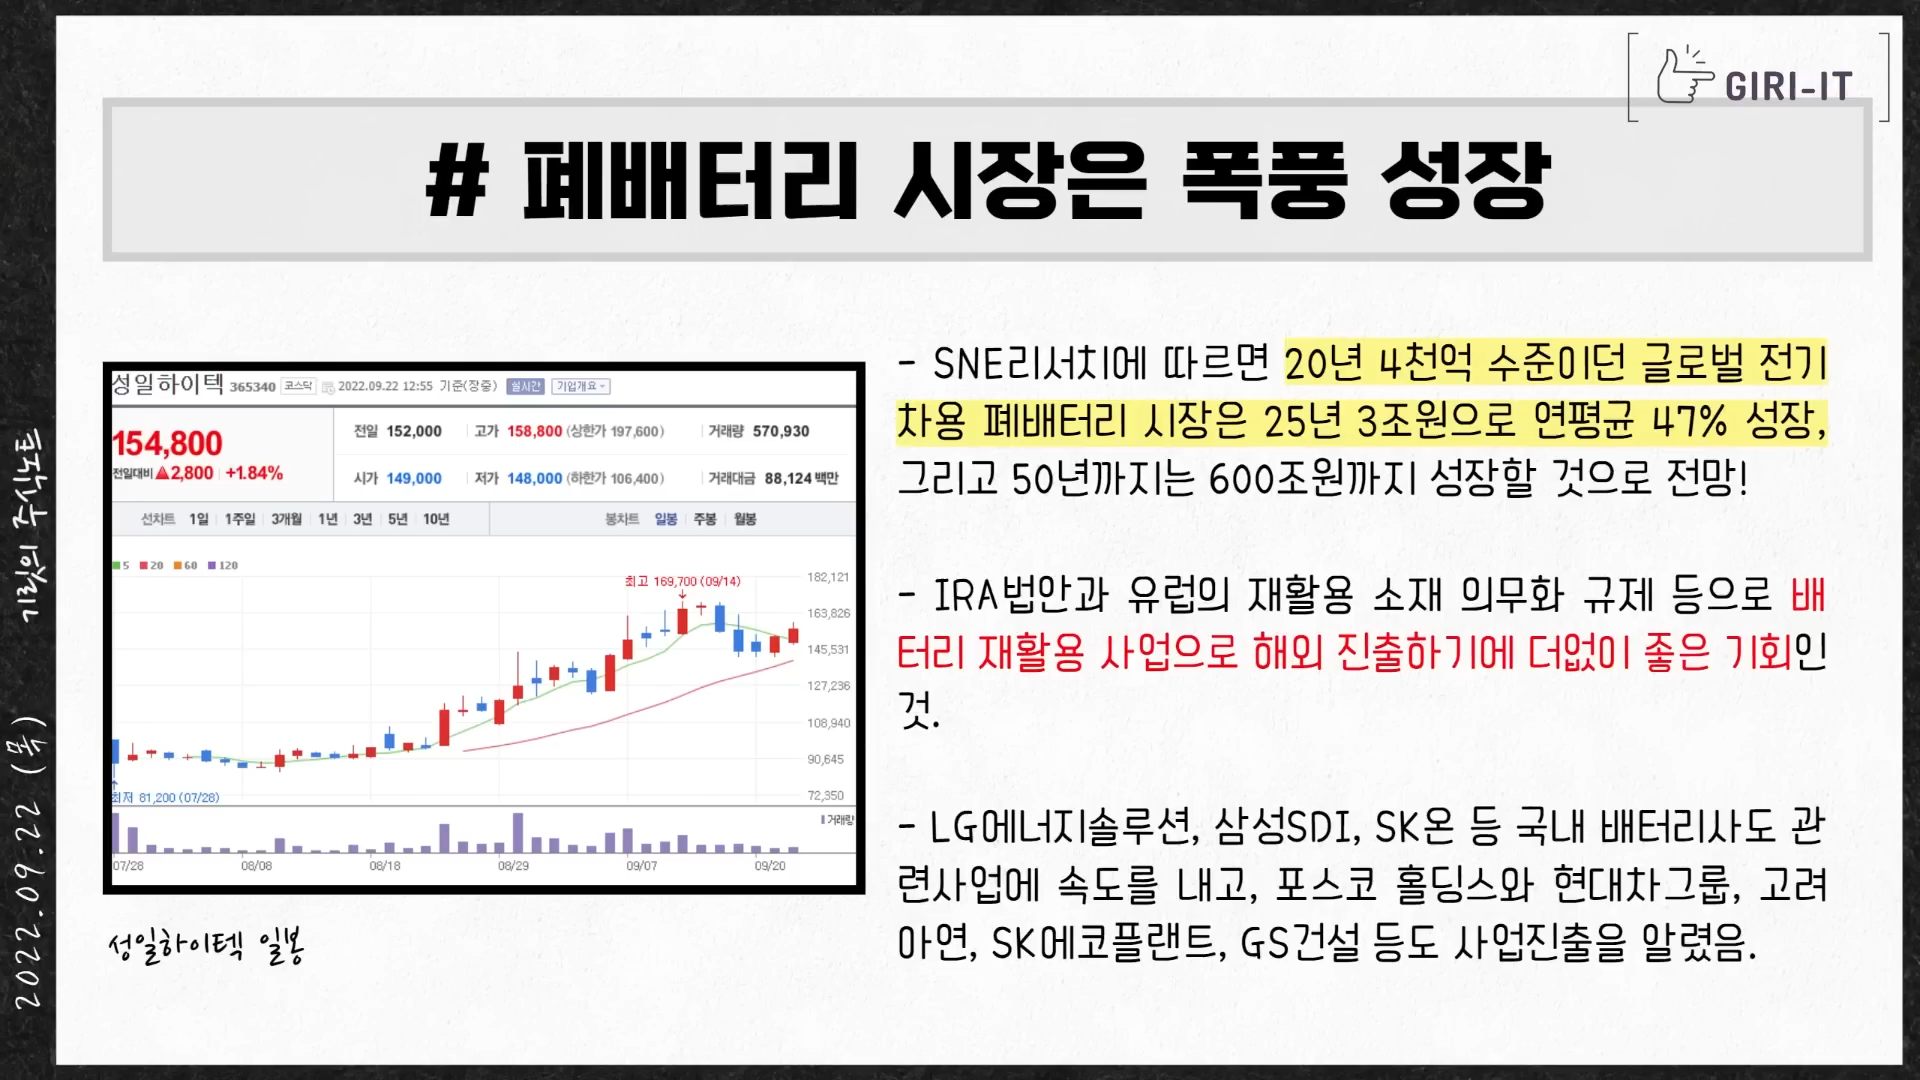 GIRI-IT
# 폐배터리 시장은 폭풍 성장
성일하이텍 365340 코스닥 2022.09.22 12:55 기준(장중) 실시간 기업개요
154,800
전일대비 ▲2,800 +1.84%
전일 152,000 고가 158,800 (상한가 197,600) 거래량 570,930
시가 149,000 저가 148,000 (하한가 106,400) 거래대금 88,124 백만
선차트 1일 1주일 3개월 1년 3년 5년 10년 봉차트 일봉 주봉 월봉
5 20 60 120
최고 169,700 (09/14)
182,121
163,826
145,531
127,236
108,940
90,645
72,350
최저 81,200 (07/28)
거래량
07/28 08/08 08/18 08/29 09/07 09/20
성일하이텍 일봉
- SNE리서치에 따르면 20년 4천억 수준이던 글로벌 전기
차용 폐배터리 시장은 25년 3조원으로 연평균 47% 성장,
그리고 50년까지는 600조원까지 성장할 것으로 전망!
- IRA법안과 유럽의 재활용 소재 의무화 규제 등으로 배
터리 재활용 사업으로 해외 진출하기에 더없이 좋은 기회인
것.
- LG에너지솔루션, 삼성SDI, SK온 등 국내 배터리사도 관
련사업에 속도를 내고, 포스코 홀딩스와 현대차그룹, 고려
아연, SK에코플랜트, GS건설 등도 사업진출을 알렸음.
2022.09.22 (목) 기릿의 주식노트